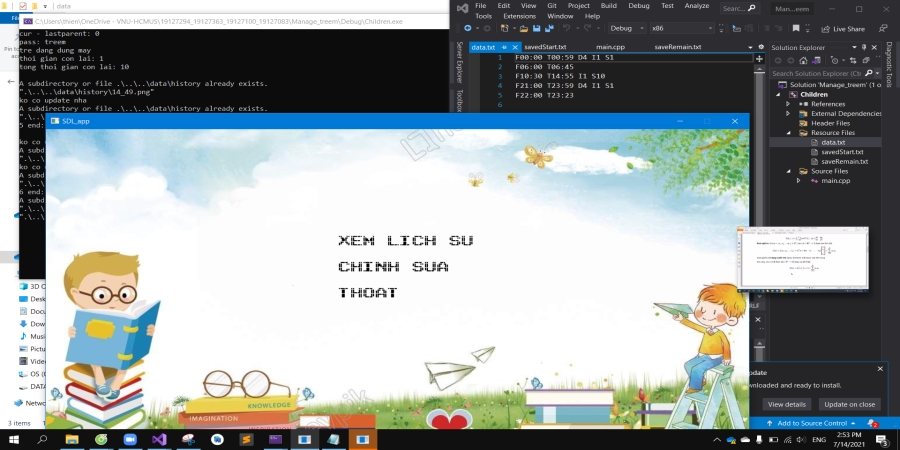 data
C:\Users\thien\OneDrive - VNU-HCMUS\19127294_19127363_19127100_19127083\Manage_treem\Debug\Children.exe
cur - lastparent: 0
pass: treem
tre dang dung may
thoi gian con lai: 1
tong thoi gian con lai: 10
A subdirectory or file .\..\..\data\history already exists.
".\..\..\data\history\14_49.png"
ko co update nha
A subdirectory or file .\..\..\data\history already exists.
5 end:
ko co
A subd
ko co
A subd
6 end:
A subd
File Edit View Git Project Build Debug Test Analyze
Tools Extensions Window Help
Man...eem
Debug
x86
Live Share
Server Explorer
Toolbox
Diagnostic Tools
data.txt
savedStart.txt
main.cpp
saveRemain.txt
1 F00:00 T00:59 D4 I1 S1
2 F06:00 T06:45
3 F10:30 T14:55 I1 S10
4 F21:00 T23:59 D4 I1 S1
5 F22:00 T23:23
6
Solution Explorer
Search Solution Explorer (Ct
Solution 'Manage_treem' (1 o
Children
References
External Dependencies
Header Files
Resource Files
data.txt
savedStart.txt
saveRemain.txt
Source Files
main.cpp
SDL_app
XEM LICH SU
CHINH SUA
THOAT
KNOWLEDGE
IMAGINATION
3D O
Desk
Docu
Dow
Musi
Pictu
Vide
OS (
DATA
Netwo
3 items
pdate
wnloaded and ready to install.
View details
Update on close
Add to Source Control
ENG
2:53 PM
7/14/2021
3